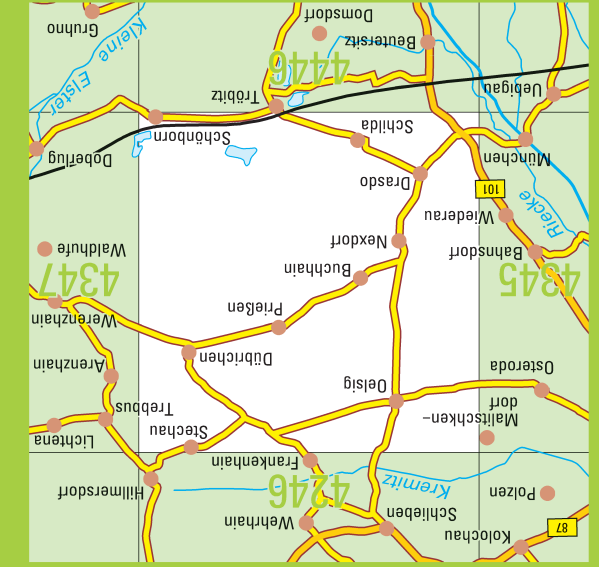 87
Kolochau
Wehrhain
Schlieben
Polzen
Kremitz
4246
Hillmersdorf
Frankenhain
Lichtena
Stechau
Malitschken-
dorf
Trebbus
Osteroda
Oelsig
Arenzhain
Dübrichen
Werenzhain
Prießen
4345
4347
Buchhain
Bahnsdorf
Nexdorf
Waldhufe
Wiederau
Riecke
101
Drasdo
München
Doberlug
Schönborn
Schilda
Tröbitz
Uebigau
4446
Beutersitz
Kleine Elster
Gruhno
Domsdorf